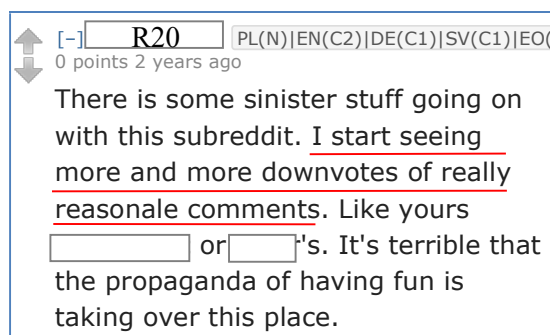 [–] R20 PL(N)|EN(C2)|DE(C1)|SV(C1)|EO(
0 points 2 years ago
There is some sinister stuff going on
with this subreddit. I start seeing
more and more downvotes of really
reasonale comments. Like yours
or 's. It's terrible that
the propaganda of having fun is
taking over this place.